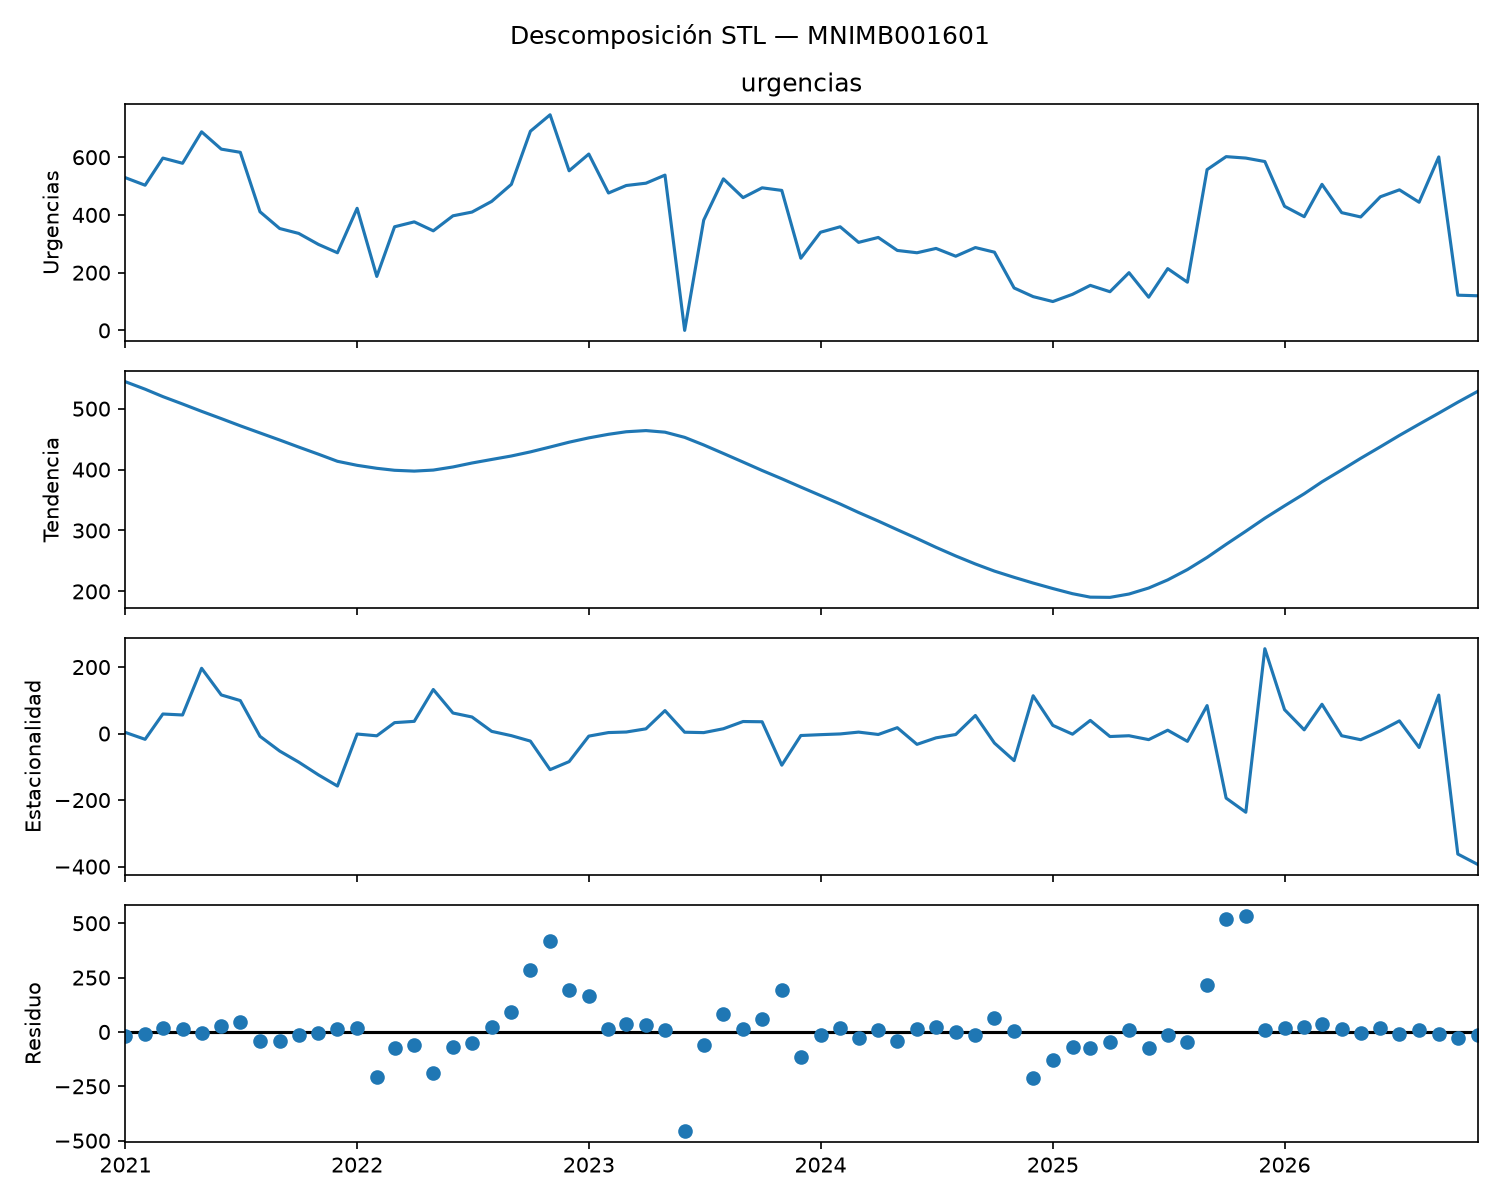 Descomposición STL — MNIMB001601
urgencias
Urgencias
600
400
200
0
Tendencia
500
400
300
200
Estacionalidad
200
0
−200
−400
Residuo
500
250
0
−250
−500
2021 2022 2023 2024 2025 2026